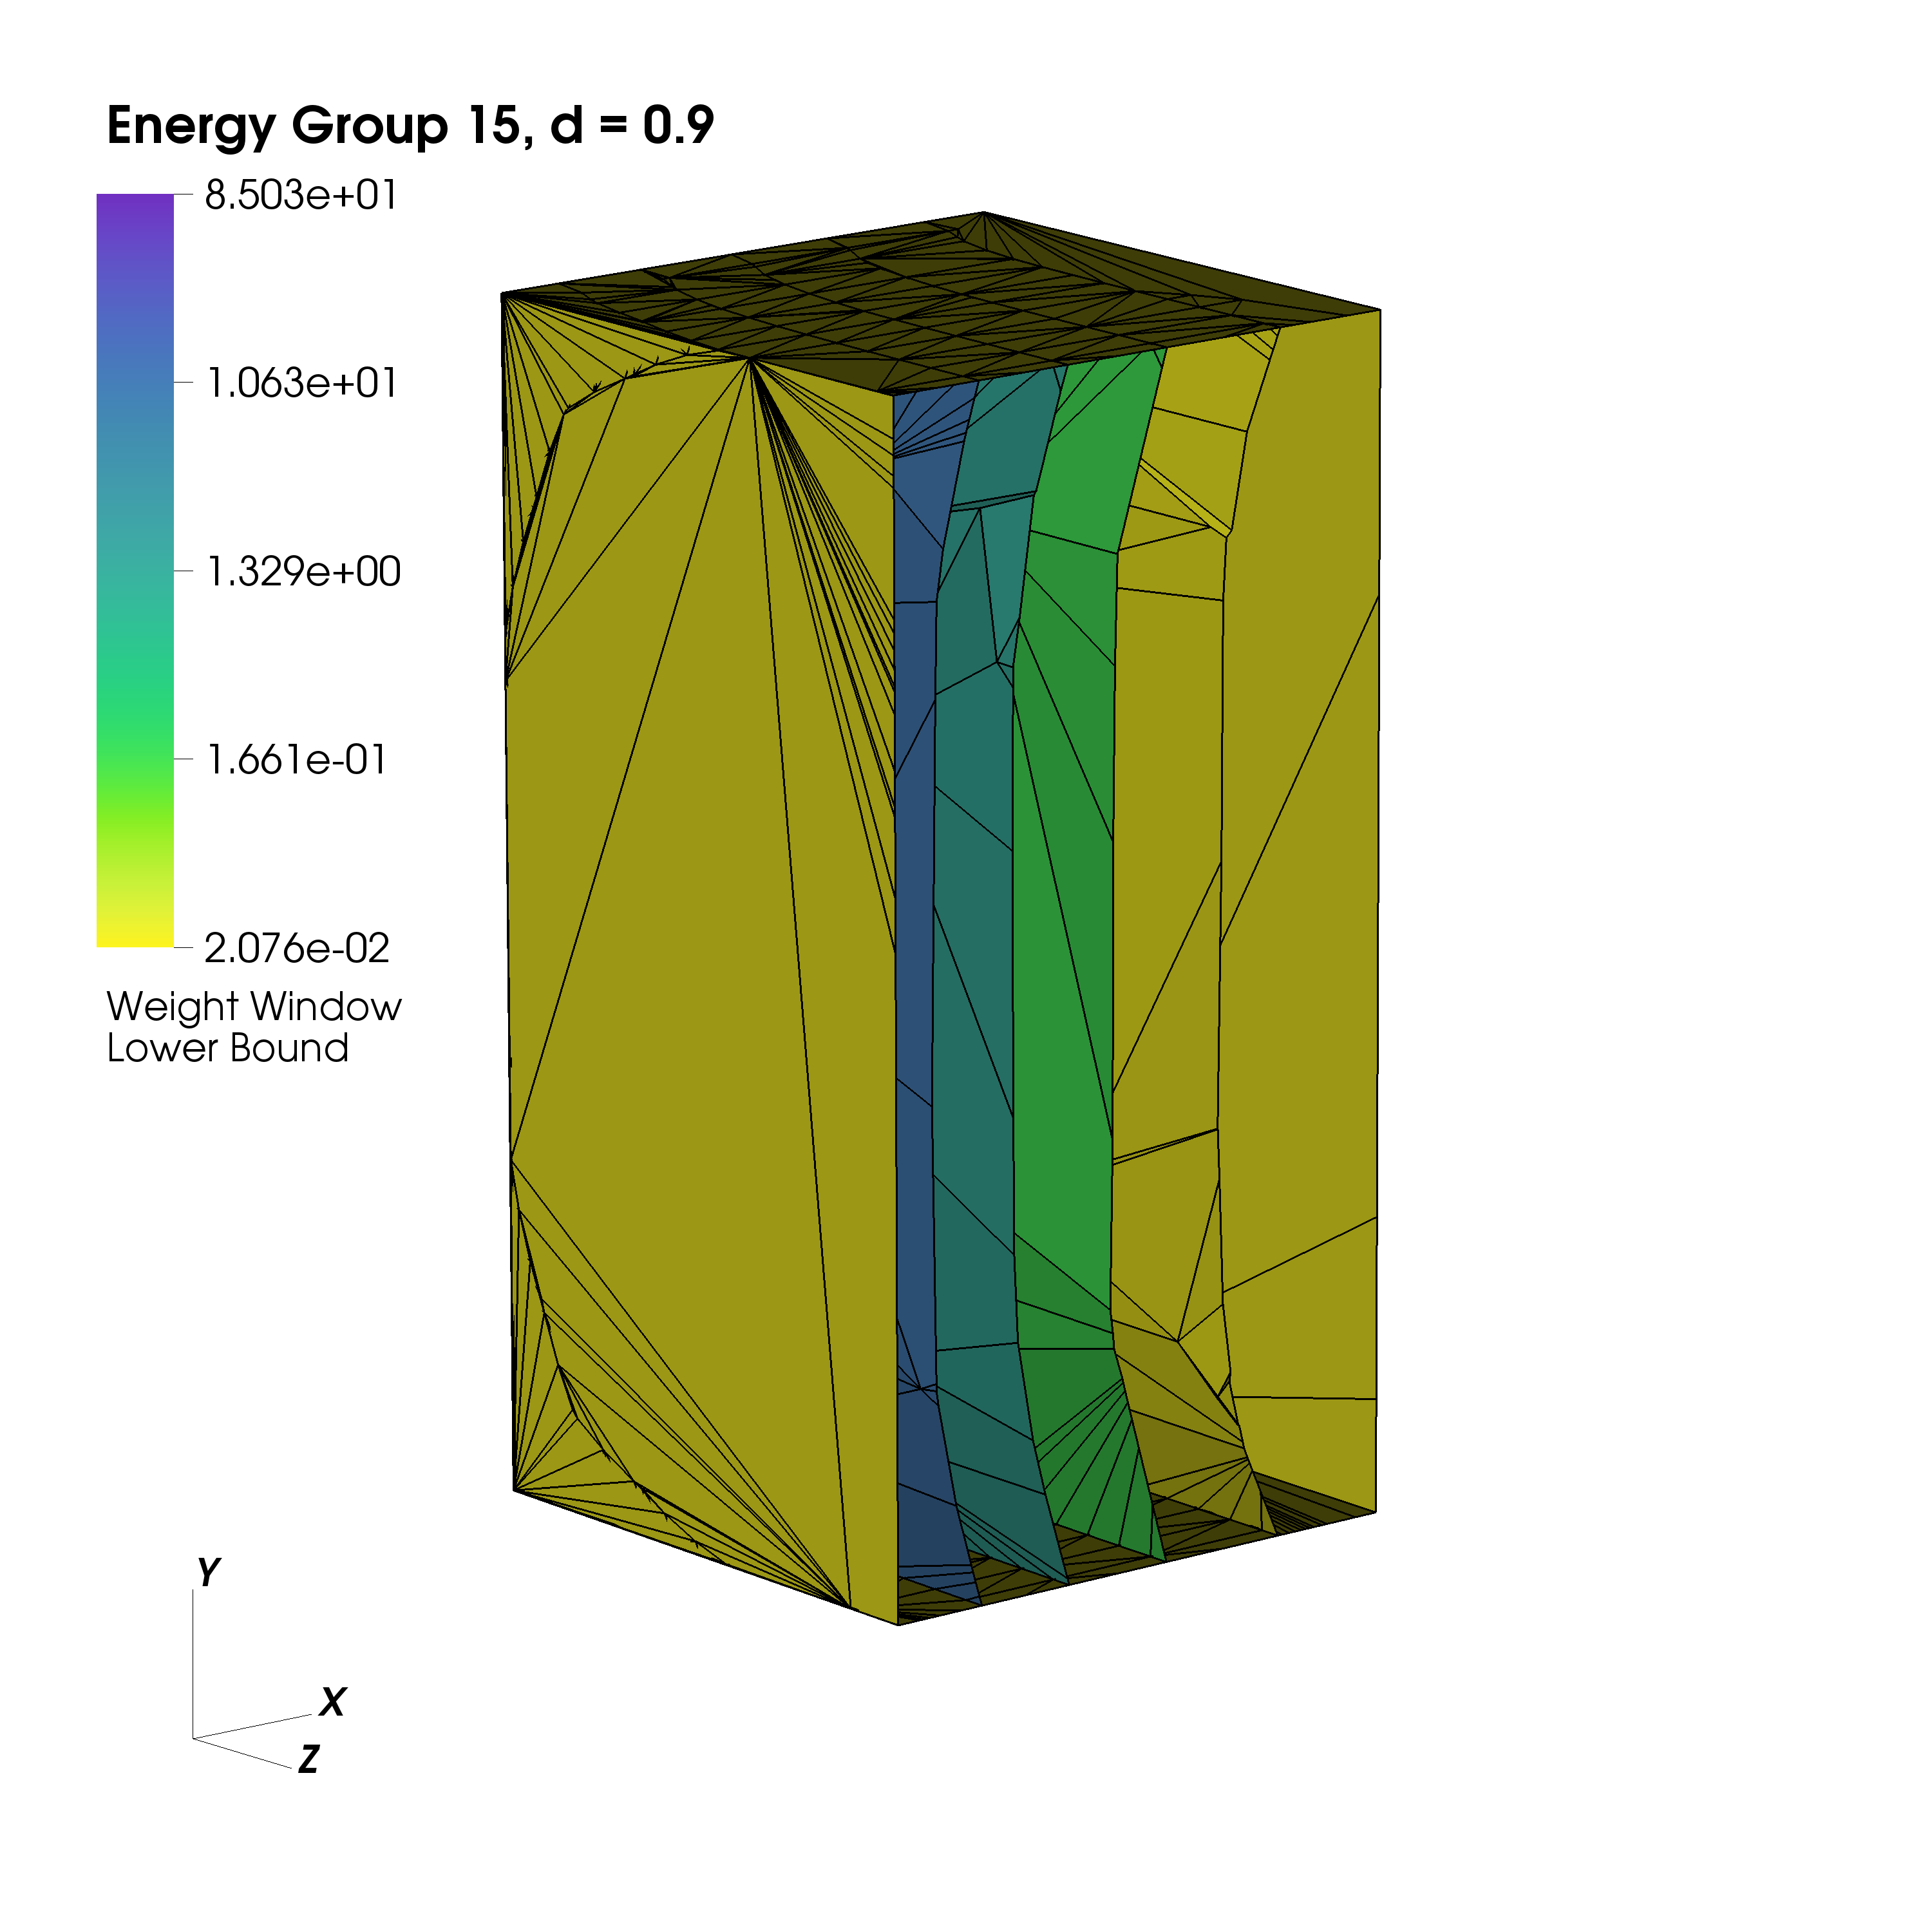 Energy Group 15, d = 0.9
8.503e+01
1.063e+01
1.329e+00
1.661e-01
2.076e-02
Weight Window
Lower Bound
Y
X
Z